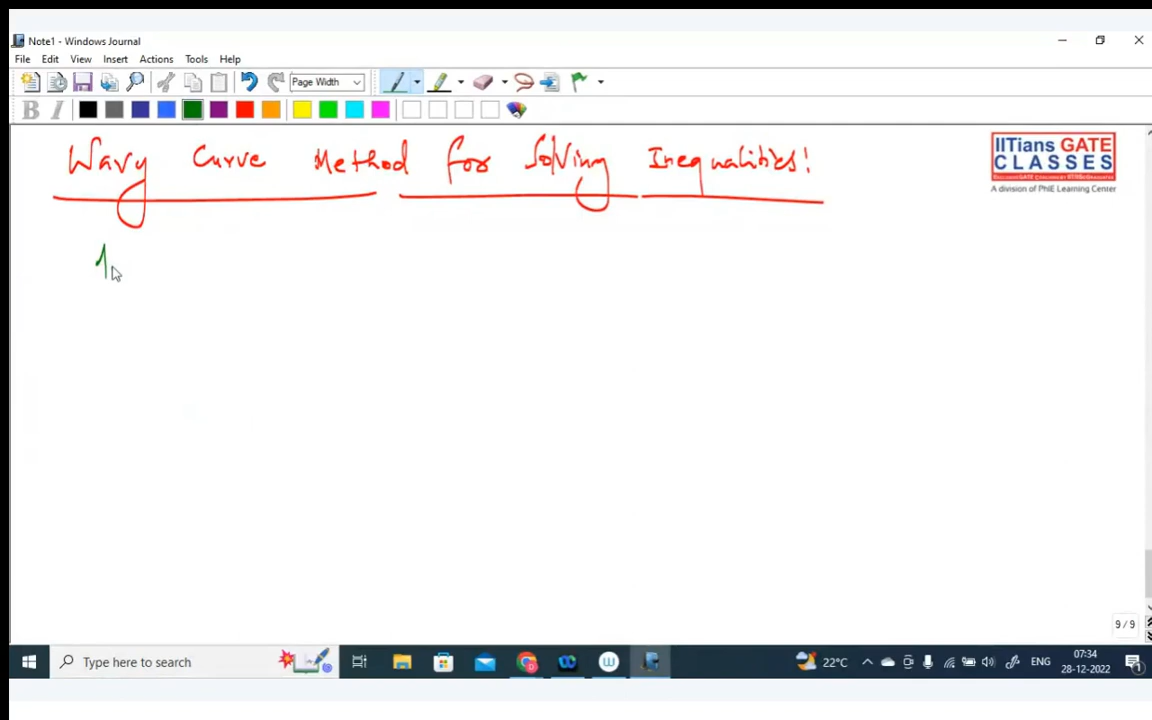 Note1 - Windows Journal
File Edit View Insert Actions Tools Help
Page Width
B I
Wavy Curve Method for Solving Inequalities!
IITians GATE
CLASSES
A division of PhIE Learning Center
9 / 9
Type here to search
22°C
ENG
07:34
28-12-2022
1